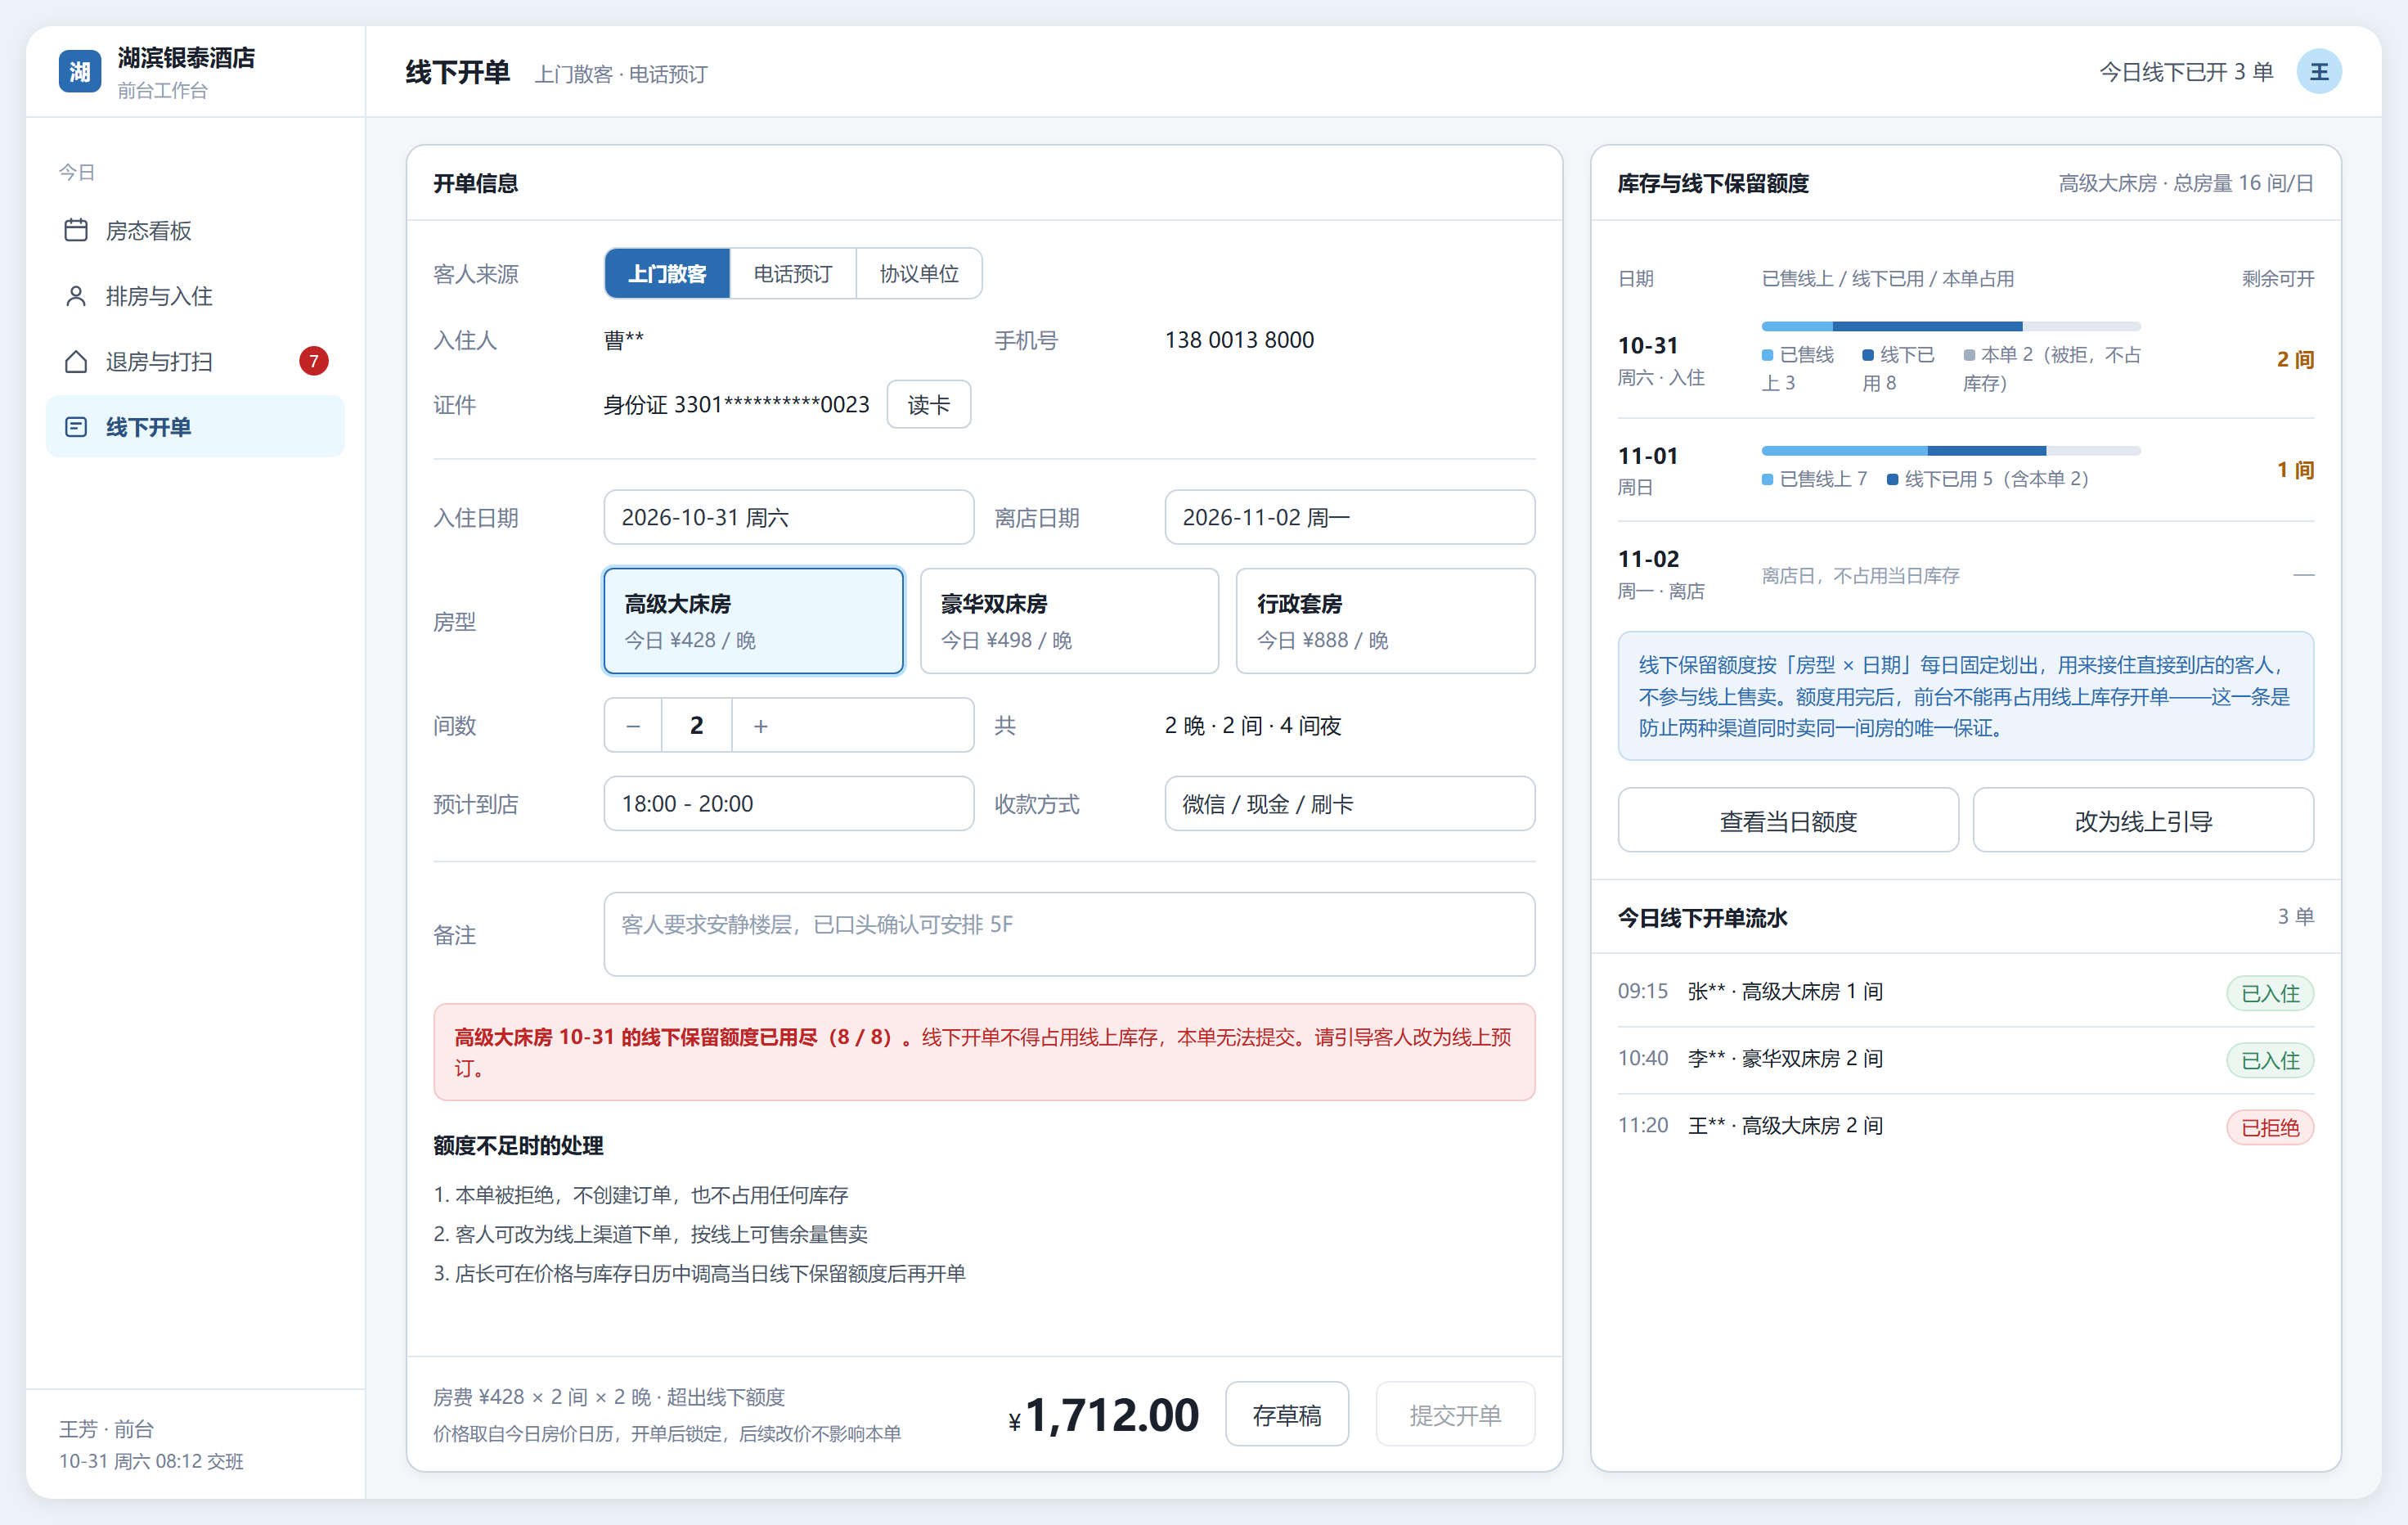 湖
湖滨银泰酒店
前台工作台
今日
房态看板
排房与入住
退房与打扫
7
线下开单
王芳 · 前台
10-31 周六 08:12 交班
线下开单
上门散客 · 电话预订
今日线下已开 3 单
王
开单信息
客人来源
上门散客
电话预订
协议单位
入住人
曹**
手机号
138 0013 8000
证件
身份证 3301**********0023
读卡
入住日期
2026-10-31 周六
离店日期
2026-11-02 周一
房型
高级大床房
今日 ¥428 / 晚
豪华双床房
今日 ¥498 / 晚
行政套房
今日 ¥888 / 晚
间数
−
2
+
共
2 晚 · 2 间 · 4 间夜
预计到店
18:00 - 20:00
收款方式
微信 / 现金 / 刷卡
备注
客人要求安静楼层，已口头确认可安排 5F
高级大床房 10-31 的线下保留额度已用尽（8 / 8）。线下开单不得占用线上库存，本单无法提交。请引导客人改为线上预
订。
额度不足时的处理
1. 本单被拒绝，不创建订单，也不占用任何库存
2. 客人可改为线上渠道下单，按线上可售余量售卖
3. 店长可在价格与库存日历中调高当日线下保留额度后再开单
房费 ¥428 × 2 间 × 2 晚 · 超出线下额度
价格取自今日房价日历，开单后锁定，后续改价不影响本单
¥1,712.00
存草稿
提交开单
库存与线下保留额度
高级大床房 · 总房量 16 间/日
日期
已售线上 / 线下已用 / 本单占用
剩余可开
10-31
周六 · 入住
已售线
上 3
线下已
用 8
本单 2（被拒，不占
库存）
2 间
11-01
周日
已售线上 7
线下已用 5（含本单 2）
1 间
11-02
周一 · 离店
离店日，不占用当日库存
—
线下保留额度按「房型 × 日期」每日固定划出，用来接住直接到店的客人，
不参与线上售卖。额度用完后，前台不能再占用线上库存开单——这一条是
防止两种渠道同时卖同一间房的唯一保证。
查看当日额度
改为线上引导
今日线下开单流水
3 单
09:15 张** · 高级大床房 1 间
已入住
10:40 李** · 豪华双床房 2 间
已入住
11:20 王** · 高级大床房 2 间
已拒绝